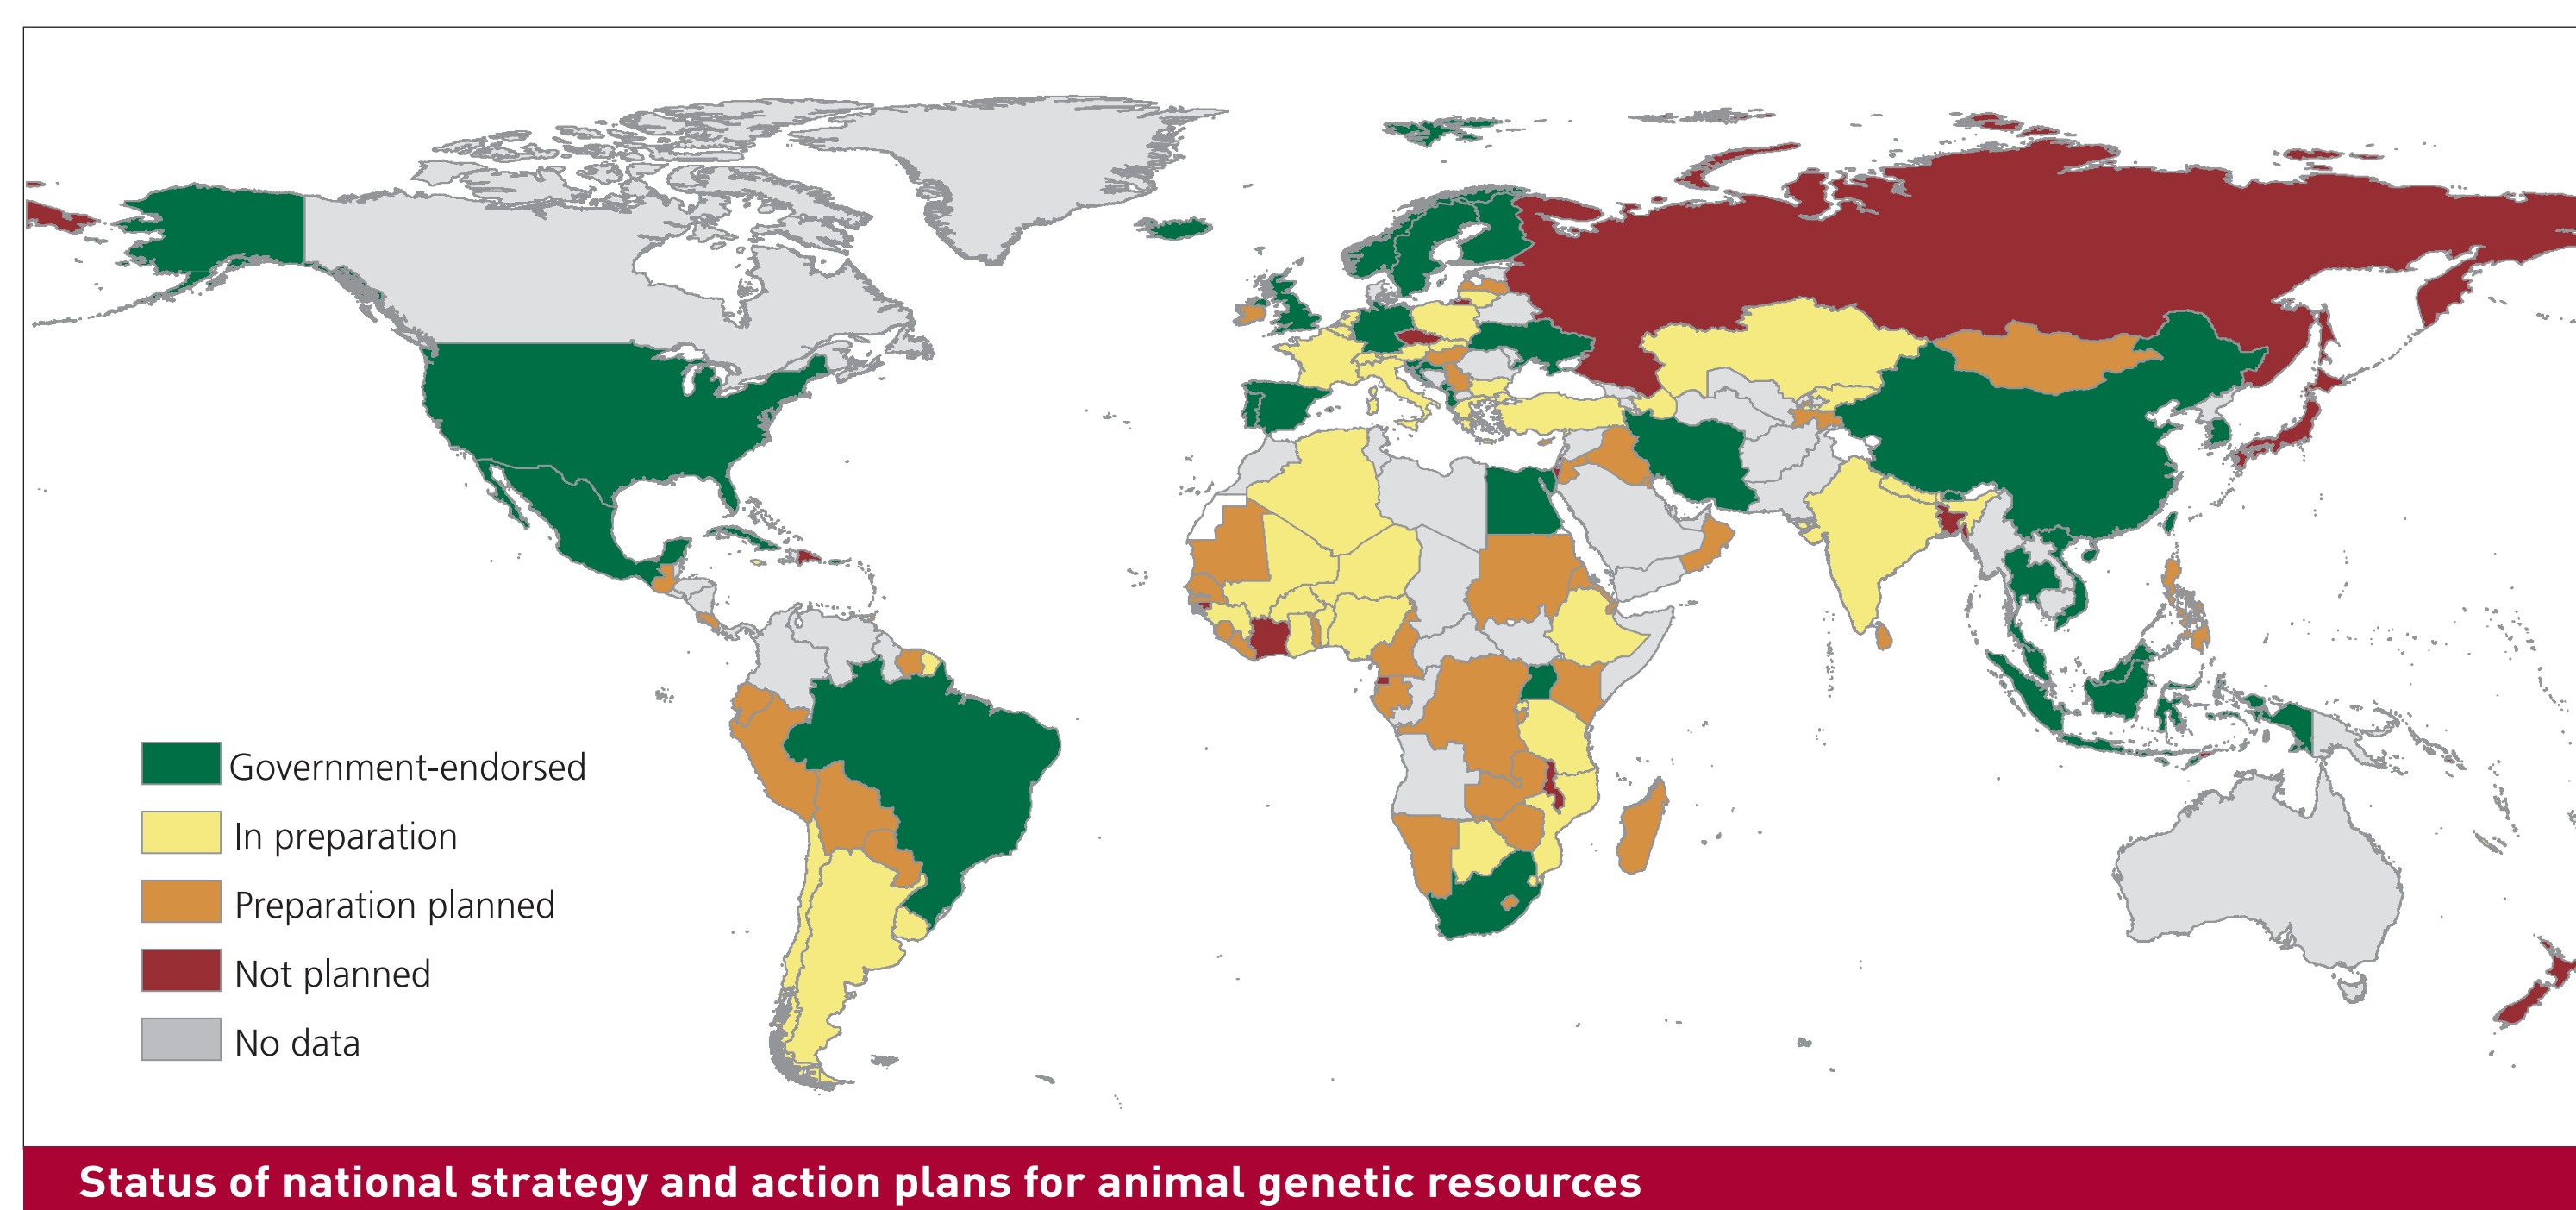 Government-endorsed
In preparation
Preparation planned
Not planned
No data
Status of national strategy and action plans for animal genetic resources